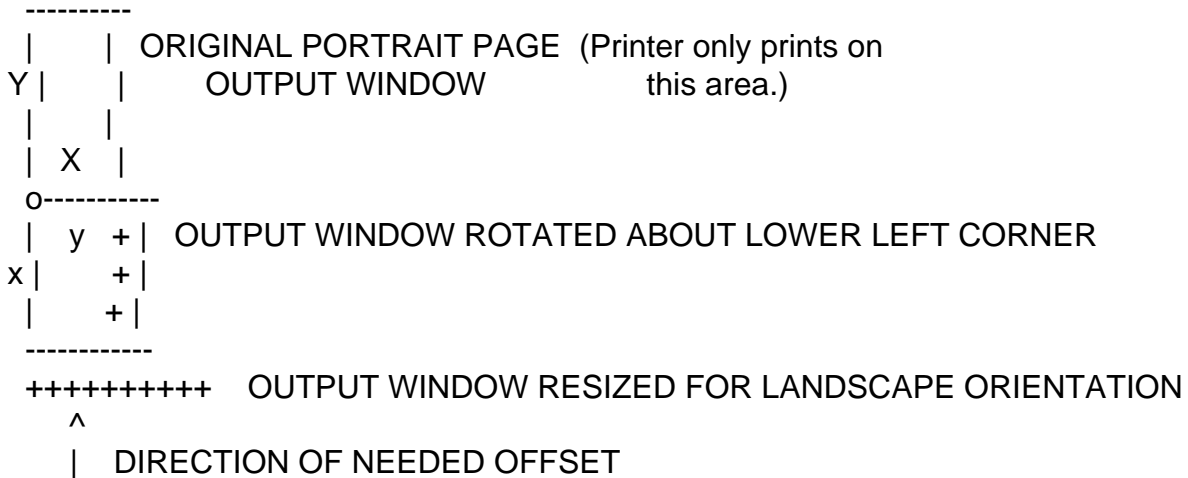 ----------
|         | ORIGINAL PORTRAIT PAGE  (Printer only prints on
Y |         |         OUTPUT WINDOW                   this area.)
|         |
|   X    |
o-----------
|    y   + |   OUTPUT WINDOW ROTATED ABOUT LOWER LEFT CORNER
x |         + |
|         + |
------------
++++++++++    OUTPUT WINDOW RESIZED FOR LANDSCAPE ORIENTATION
^
|    DIRECTION OF NEEDED OFFSET